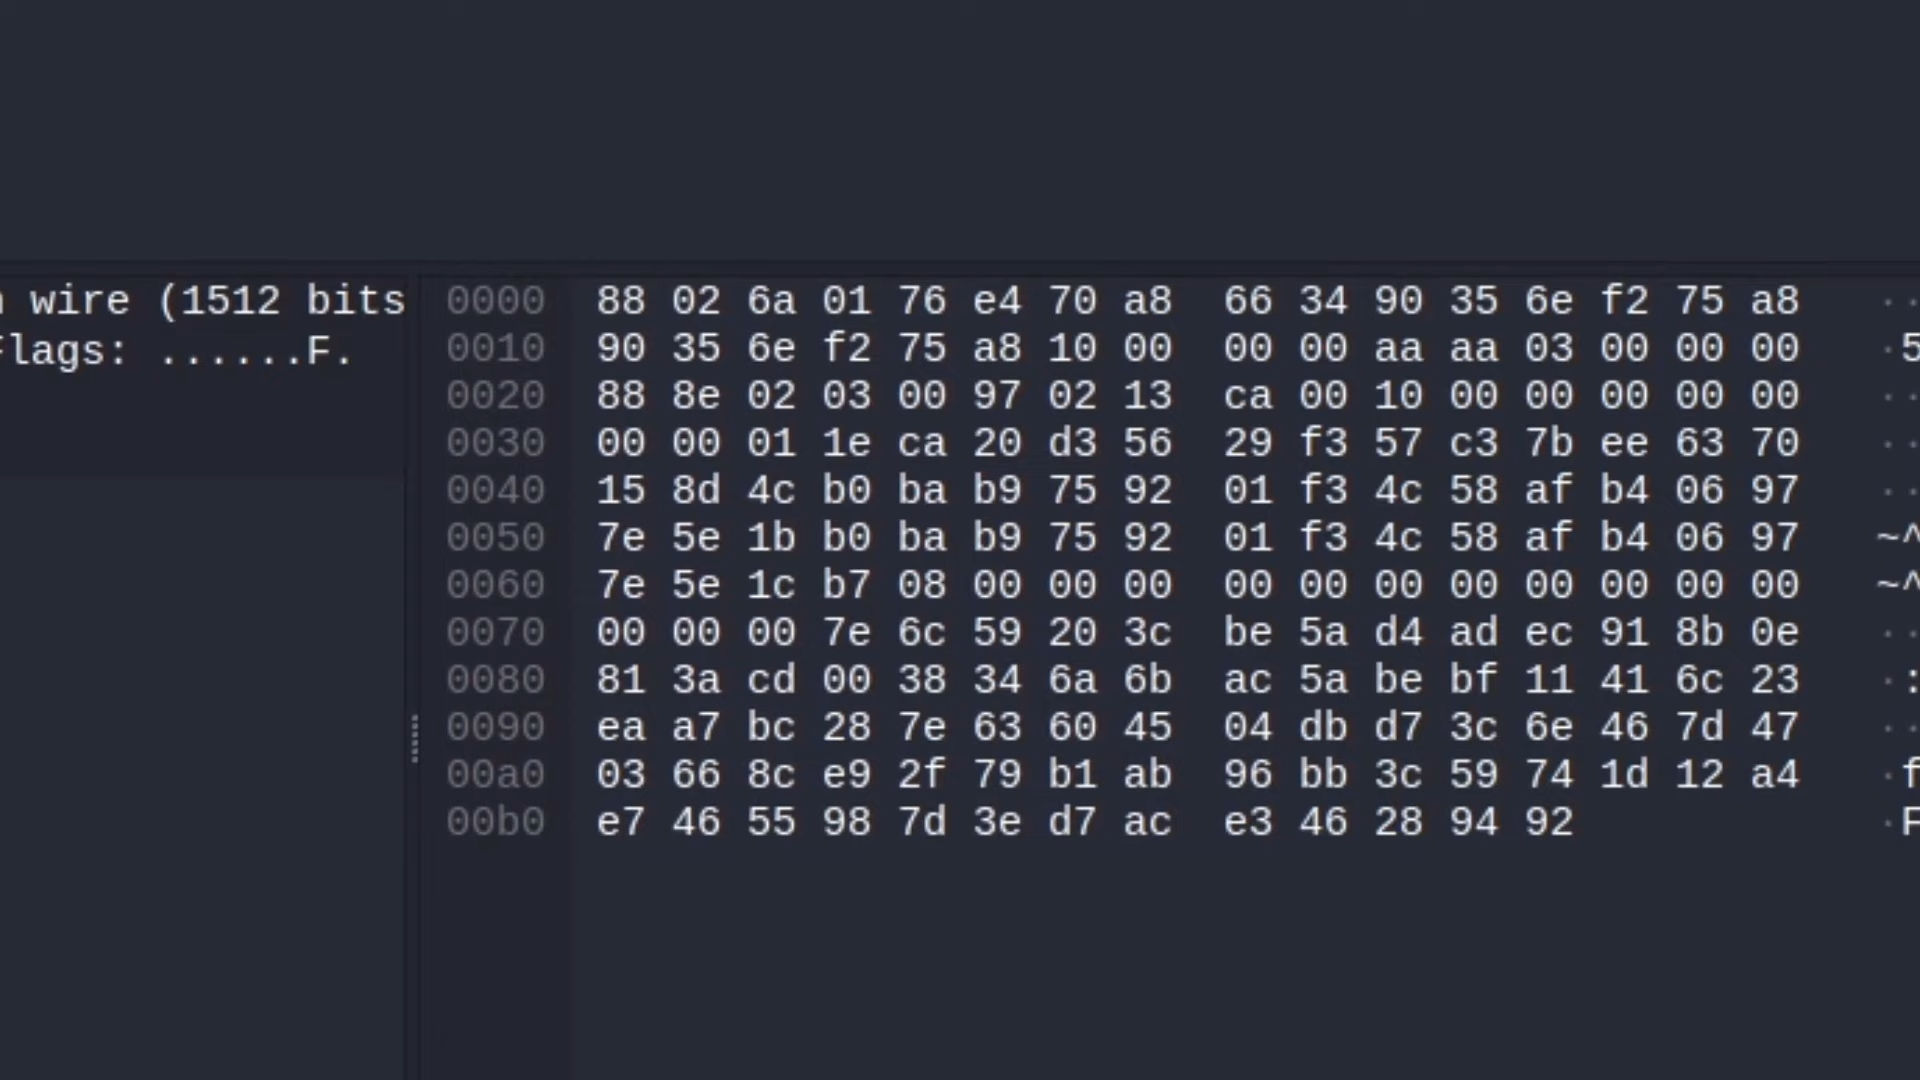 wire (1512 bits
Flags: ......F.
0000 88 02 6a 01 76 e4 70 a8 66 34 90 35 6e f2 75 a8 ··
0010 90 35 6e f2 75 a8 10 00 00 00 aa aa 03 00 00 00 ·5
0020 88 8e 02 03 00 97 02 13 ca 00 10 00 00 00 00 00 ··
0030 00 00 01 1e ca 20 d3 56 29 f3 57 c3 7b ee 63 70 ··
0040 15 8d 4c b0 ba b9 75 92 01 f3 4c 58 af b4 06 97 ··
0050 7e 5e 1b b0 ba b9 75 92 01 f3 4c 58 af b4 06 97 ~^
0060 7e 5e 1c b7 08 00 00 00 00 00 00 00 00 00 00 00 ~^
0070 00 00 00 7e 6c 59 20 3c be 5a d4 ad ec 91 8b 0e ··
0080 81 3a cd 00 38 34 6a 6b ac 5a be bf 11 41 6c 23 ·:
0090 ea a7 bc 28 7e 63 60 45 04 db d7 3c 6e 46 7d 47 ··
00a0 03 66 8c e9 2f 79 b1 ab 96 bb 3c 59 74 1d 12 a4 ·f
00b0 e7 46 55 98 7d 3e d7 ac e3 46 28 94 92 ·F